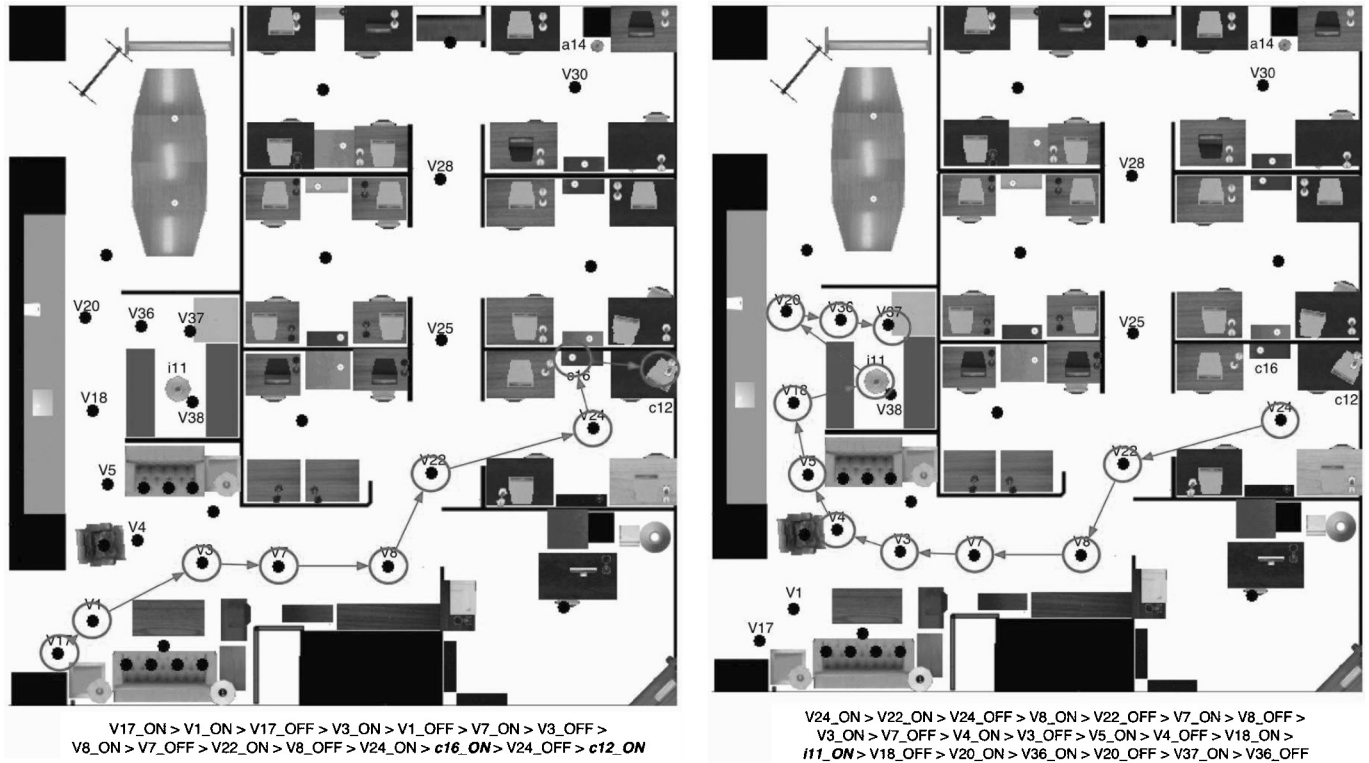 a14
V30
V28
V20
V36
V37
V25
i11
c16
V18
V38
c12
V24
V22
V5
V4
V3
V7
V8
V1
V17
V17_ON > V1_ON > V17_OFF > V3_ON > V1_OFF > V7_ON > V3_OFF >
V8_ON > V7_OFF > V22_ON > V8_OFF > V24_ON > c16_ON > V24_OFF > c12_ON
a14
V30
V28
V20
V36
V37
V25
i11
c16
V18
V38
c12
V24
V22
V5
V4
V3
V7
V8
V1
V17
V24_ON > V22_ON > V24_OFF > V8_ON > V22_OFF > V7_ON > V8_OFF >
V3_ON > V7_OFF > V4_ON > V3_OFF > V5_ON > V4_OFF > V18_ON >
i11_ON > V18_OFF > V20_ON > V36_ON > V20_OFF > V37_ON > V36_OFF